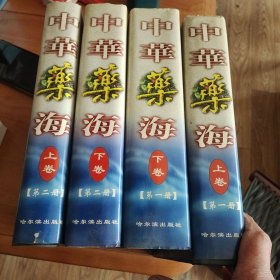 中華藥海
上卷
【第二册】
哈尔滨出版社
中華藥海
下卷
【第二册】
哈尔滨出版社
中華藥海
下卷
【第一册】
哈尔滨出版社
中華藥海
上卷
【第一册】
哈尔滨出版社